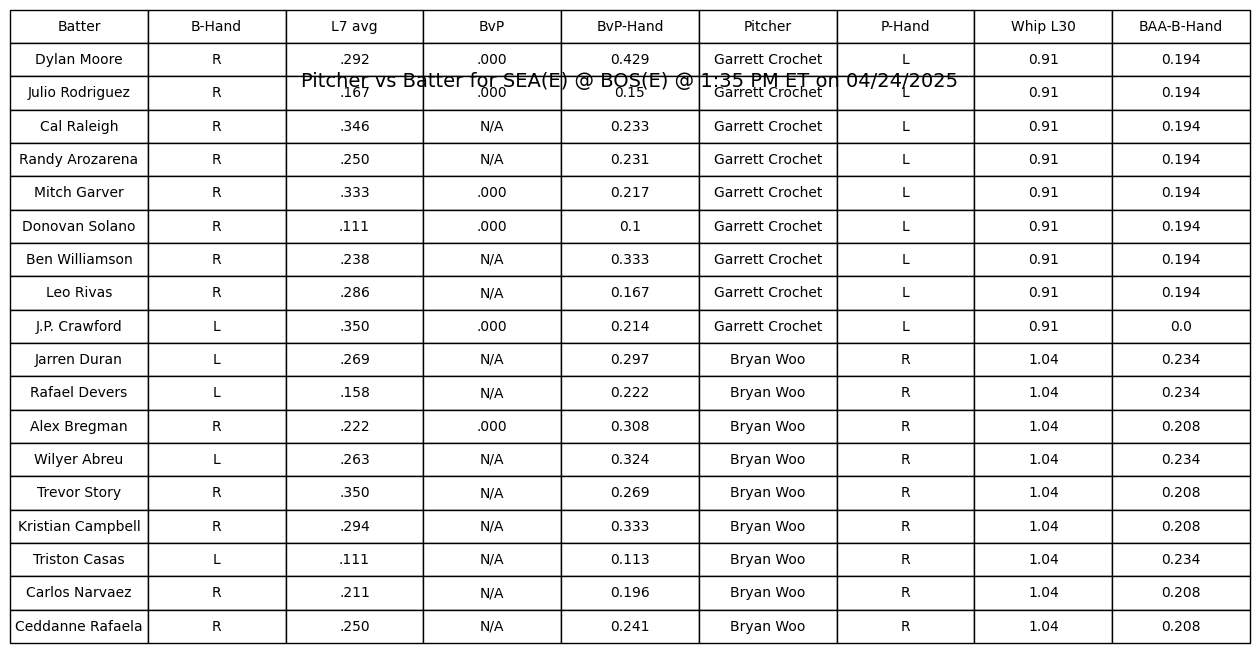 Batter B-Hand L7 avg BvP BvP-Hand Pitcher P-Hand Whip L30 BAA-B-Hand
Dylan Moore R .292 .000 0.429 Garrett Crochet L 0.91 0.194
Pitcher vs Batter for SEA(E) @ BOS(E) @ 1:35 PM ET on 04/24/2025
Julio Rodriguez R .167 .000 0.15 Garrett Crochet L 0.91 0.194
Cal Raleigh R .346 N/A 0.233 Garrett Crochet L 0.91 0.194
Randy Arozarena R .250 N/A 0.231 Garrett Crochet L 0.91 0.194
Mitch Garver R .333 .000 0.217 Garrett Crochet L 0.91 0.194
Donovan Solano R .111 .000 0.1 Garrett Crochet L 0.91 0.194
Ben Williamson R .238 N/A 0.333 Garrett Crochet L 0.91 0.194
Leo Rivas R .286 N/A 0.167 Garrett Crochet L 0.91 0.194
J.P. Crawford L .350 .000 0.214 Garrett Crochet L 0.91 0.0
Jarren Duran L .269 N/A 0.297 Bryan Woo R 1.04 0.234
Rafael Devers L .158 N/A 0.222 Bryan Woo R 1.04 0.234
Alex Bregman R .222 .000 0.308 Bryan Woo R 1.04 0.208
Wilyer Abreu L .263 N/A 0.324 Bryan Woo R 1.04 0.234
Trevor Story R .350 N/A 0.269 Bryan Woo R 1.04 0.208
Kristian Campbell R .294 N/A 0.333 Bryan Woo R 1.04 0.208
Triston Casas L .111 N/A 0.113 Bryan Woo R 1.04 0.234
Carlos Narvaez R .211 N/A 0.196 Bryan Woo R 1.04 0.208
Ceddanne Rafaela R .250 N/A 0.241 Bryan Woo R 1.04 0.208